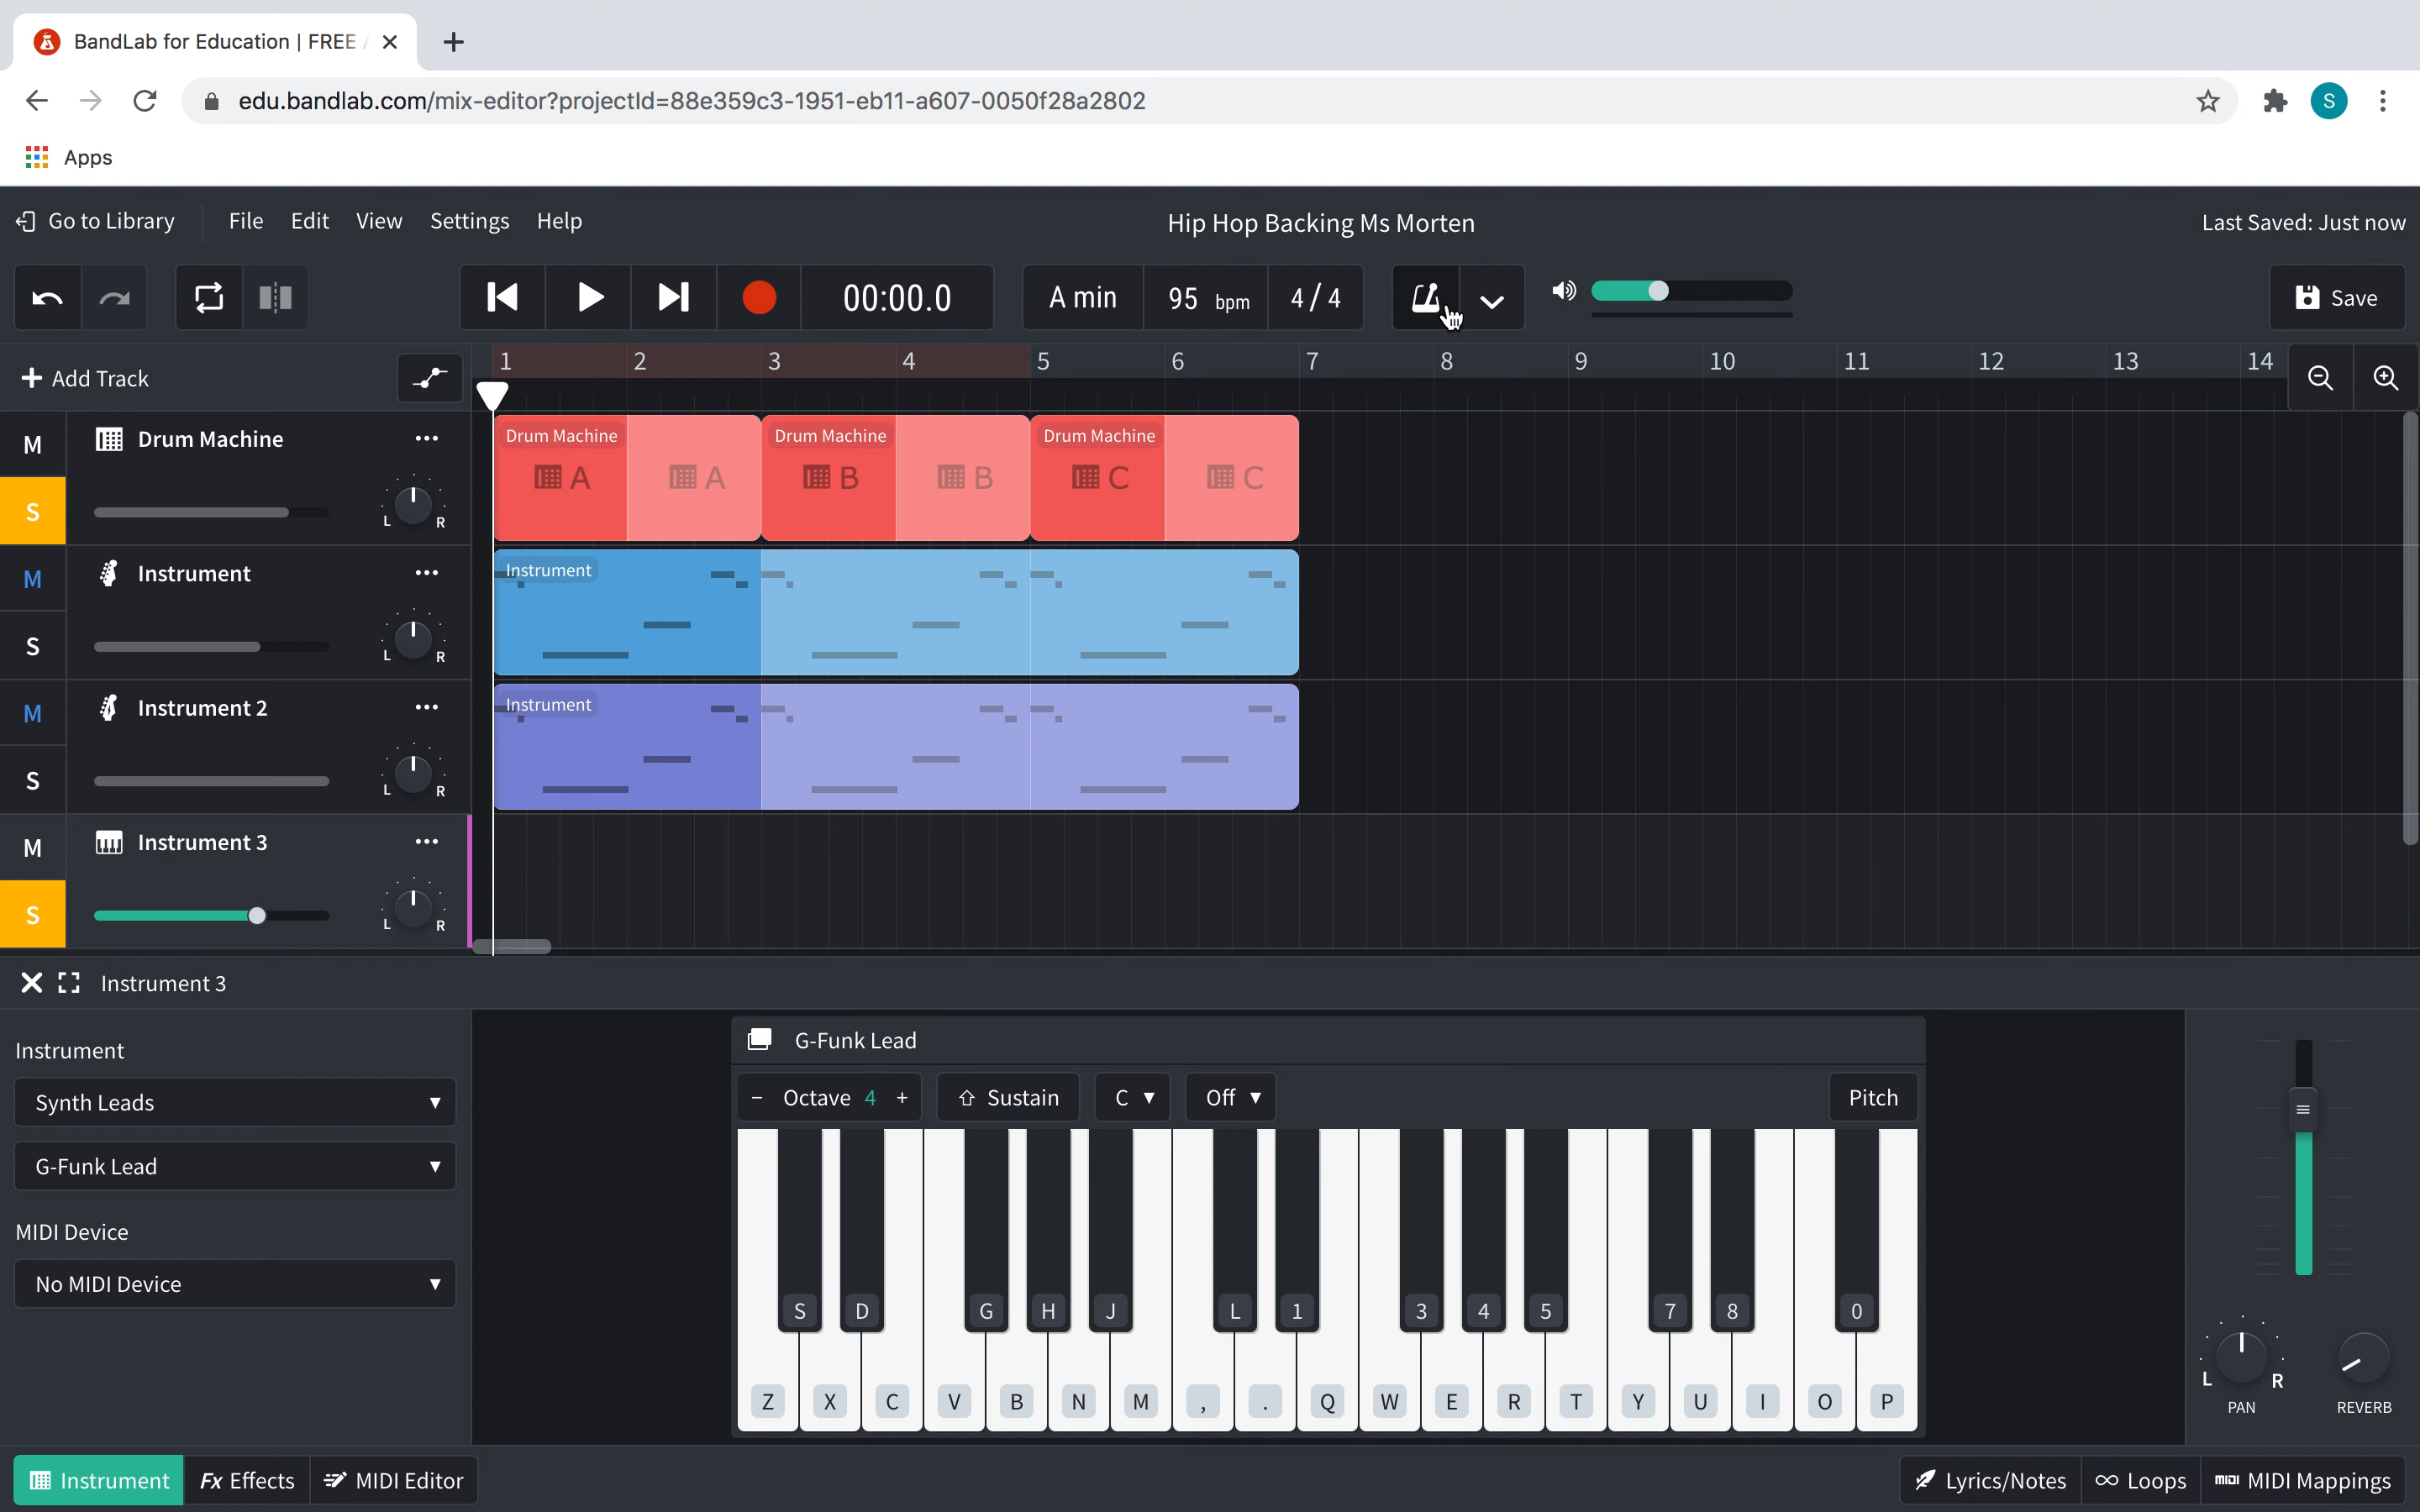 BandLab for Education | FREE
edu.bandlab.com/mix-editor?projectId=88e359c3-1951-eb11-a607-0050f28a2802
S
Apps
Go to Library File Edit View Settings Help
Hip Hop Backing Ms Morten
Last Saved: Just now
00:00.0
A min 95 bpm 4/4
Save
Add Track
1 2 3 4 5 6 7 8 9 10 11 12 13 14
M Drum Machine
S L R
Drum Machine Drum Machine Drum Machine
A A B B C C
M Instrument
S L R
Instrument
M Instrument 2
S L R
Instrument
M Instrument 3
S L R
Instrument 3
Instrument
Synth Leads
G-Funk Lead
MIDI Device
No MIDI Device
G-Funk Lead
− Octave 4 + Sustain C Off Pitch
S D G H J L 1 3 4 5 7 8 0
Z X C V B N M , . Q W E R T Y U I O P
L R
PAN REVERB
Instrument Fx Effects MIDI Editor
Lyrics/Notes Loops MIDI MIDI Mappings